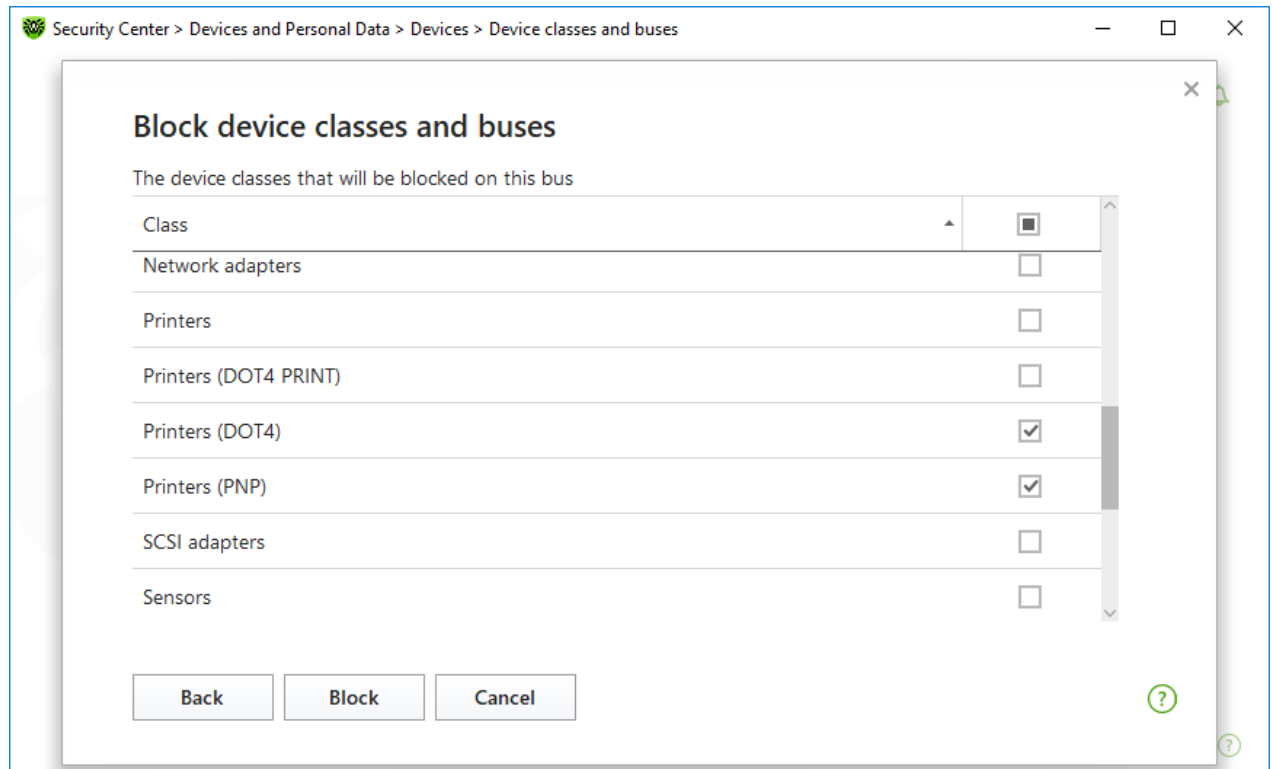 Security Center > Devices and Personal Data > Devices > Device classes and buses
Block device classes and buses
The device classes that will be blocked on this bus
Class
Network adapters
Printers
Printers (DOT4 PRINT)
Printers (DOT4)
Printers (PNP)
SCSI adapters
Sensors
Back Block Cancel ?
?